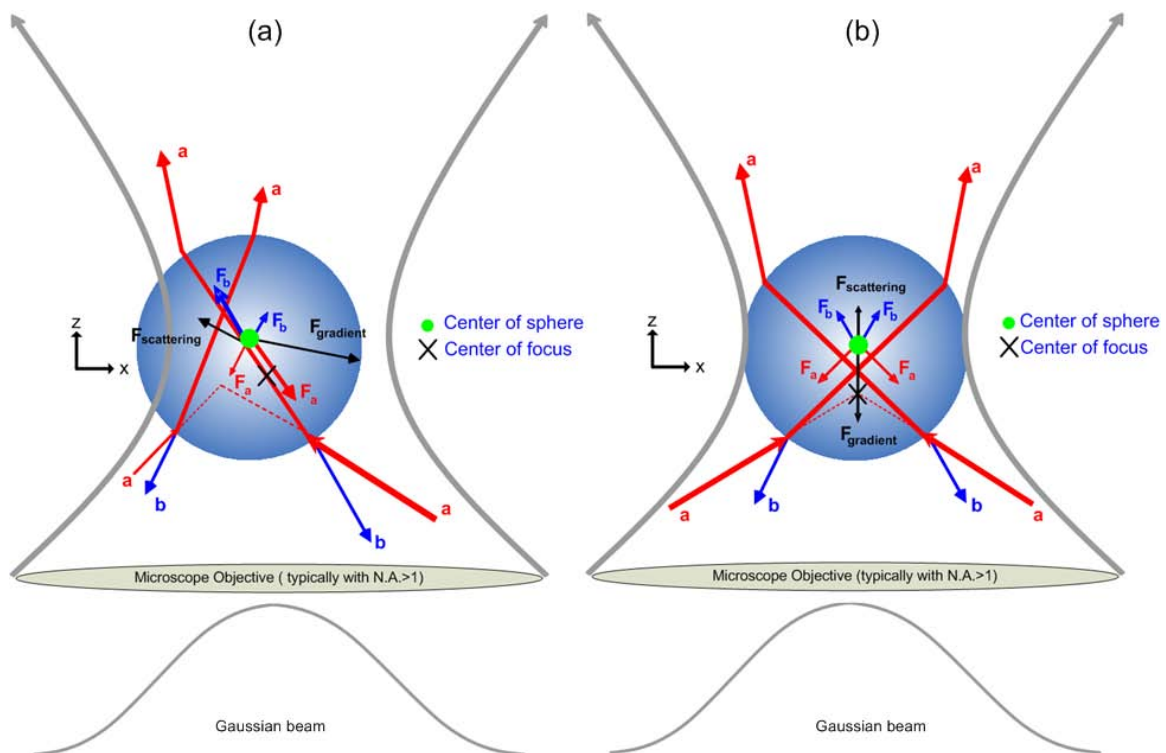 (a)
a
a
F_b
F_b
F_scattering
F_gradient
F_a
F_a
Z
X
Center of sphere
Center of focus
a
b
a
b
Microscope Objective ( typically with N.A.>1)
Gaussian beam
(b)
a
a
F_scattering
F_b
F_b
F_a
F_a
F_gradient
Z
X
Center of sphere
Center of focus
a
b
b
a
Microscope Objective (typically with N.A.>1)
Gaussian beam